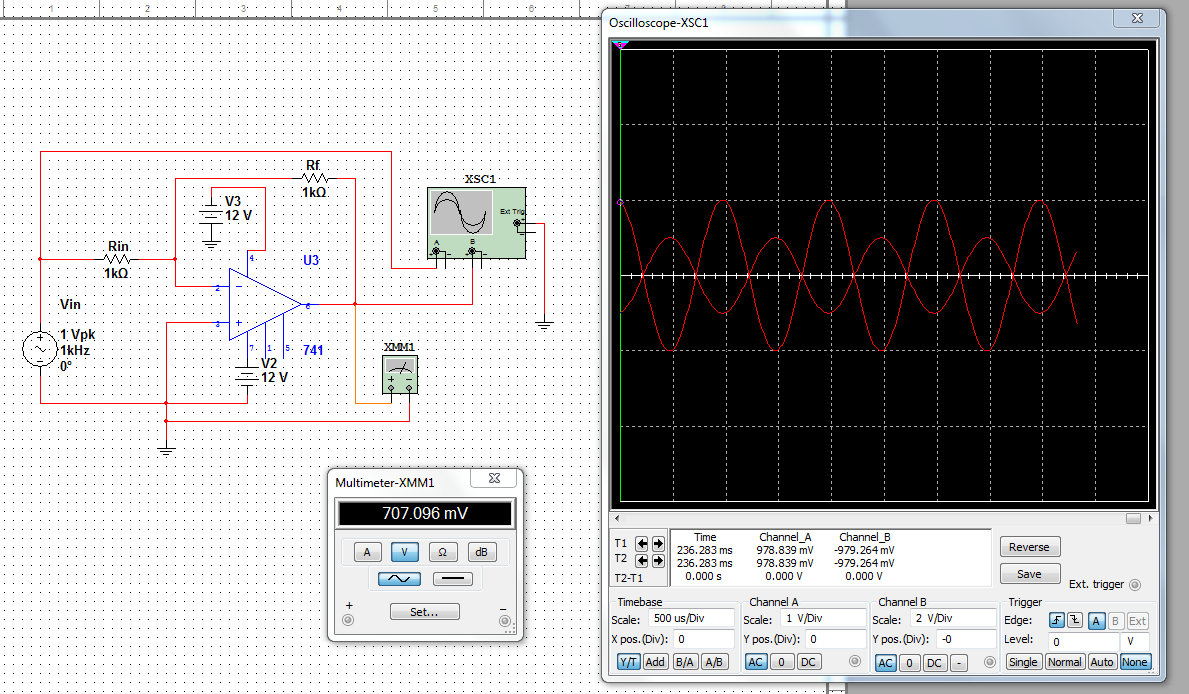 1 2 3 4 5 6
Oscilloscope-XSC1
Rf
1kΩ
XSC1
Ext Trig
+
A B
V3
12 V
Rin
1kΩ
4
U3
2
6
3
7 1 5
741
Vin
1 Vpk
1kHz
0°
V2
12 V
XMM1
Multimeter-XMM1
707.096 mV
A V Ω dB
Set...
+ −
T1
T2
T2-T1
Time Channel_A Channel_B
236.283 ms 978.839 mV -979.264 mV
236.283 ms 978.839 mV -979.264 mV
0.000 s 0.000 V 0.000 V
Reverse
Save
Ext. trigger
Timebase
Scale: 500 us/Div
X pos.(Div): 0
Y/T Add B/A A/B
Channel A
Scale: 1 V/Div
Y pos.(Div): 0
AC 0 DC
Channel B
Scale: 2 V/Div
Y pos.(Div): -0
AC 0 DC -
Trigger
Edge: A B Ext
Level: 0 V
Single Normal Auto None